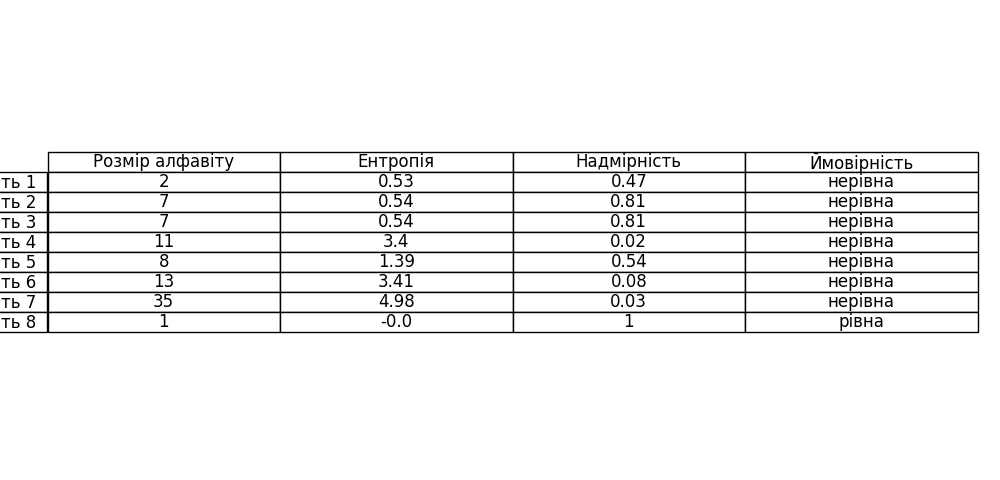 Розмір алфавіту Ентропія Надмірність Ймовірність
ть 1 2 0.53 0.47 нерівна
ть 2 7 0.54 0.81 нерівна
ть 3 7 0.54 0.81 нерівна
ть 4 11 3.4 0.02 нерівна
ть 5 8 1.39 0.54 нерівна
ть 6 13 3.41 0.08 нерівна
ть 7 35 4.98 0.03 нерівна
ть 8 1 -0.0 1 рівна